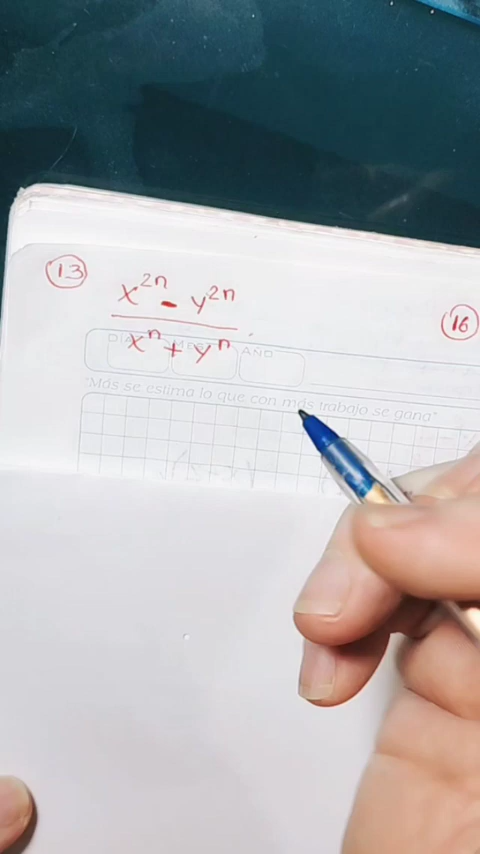 13
x^2n - y^2n
x^n + y^n
16
DÍA MES AÑO
"Más se estima lo que con más trabajo se gana"